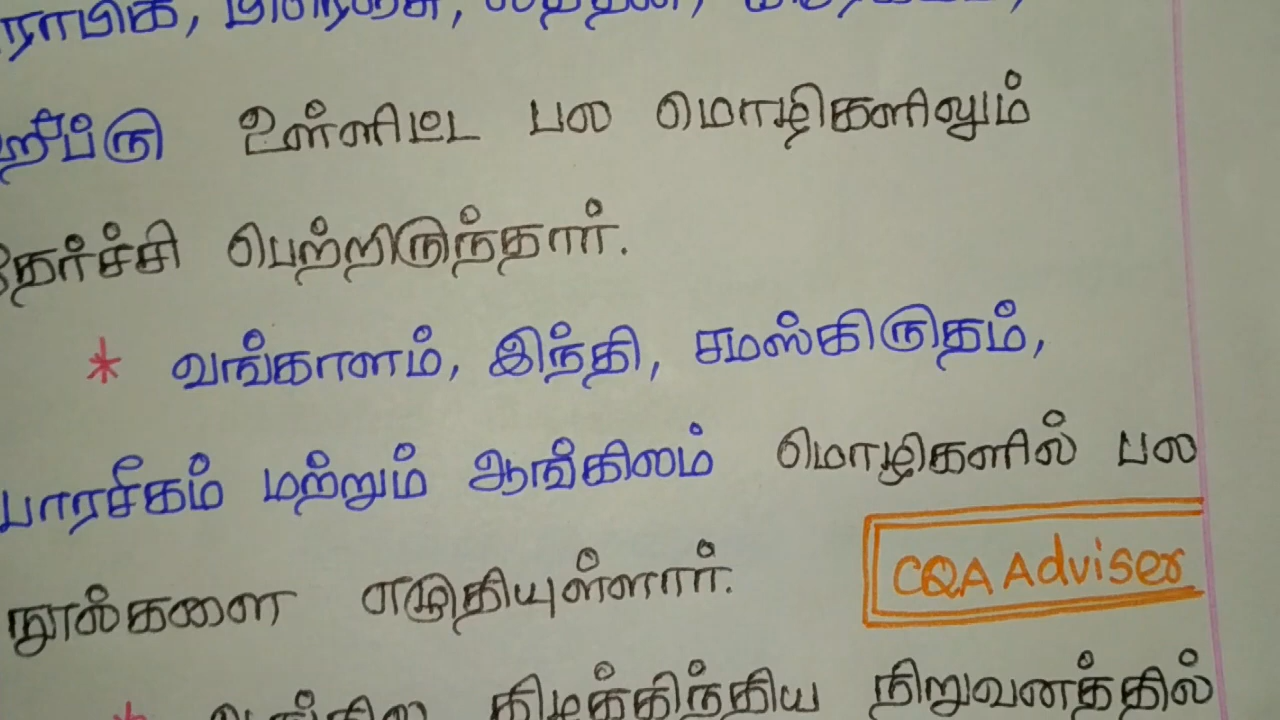 ஹீப்ரு உள்ளிட்ட பல மொழிகளிலும்
தேர்ச்சி பெற்றிருந்தார்.
* வங்காளம், இந்தி, சமஸ்கிருதம்,
பாரசீகம் மற்றும் ஆங்கிலம் மொழிகளில் பல
நூல்களை எழுதியுள்ளார்.
CQA Adviser
* கிழக்கிந்திய நிறுவனத்தில்